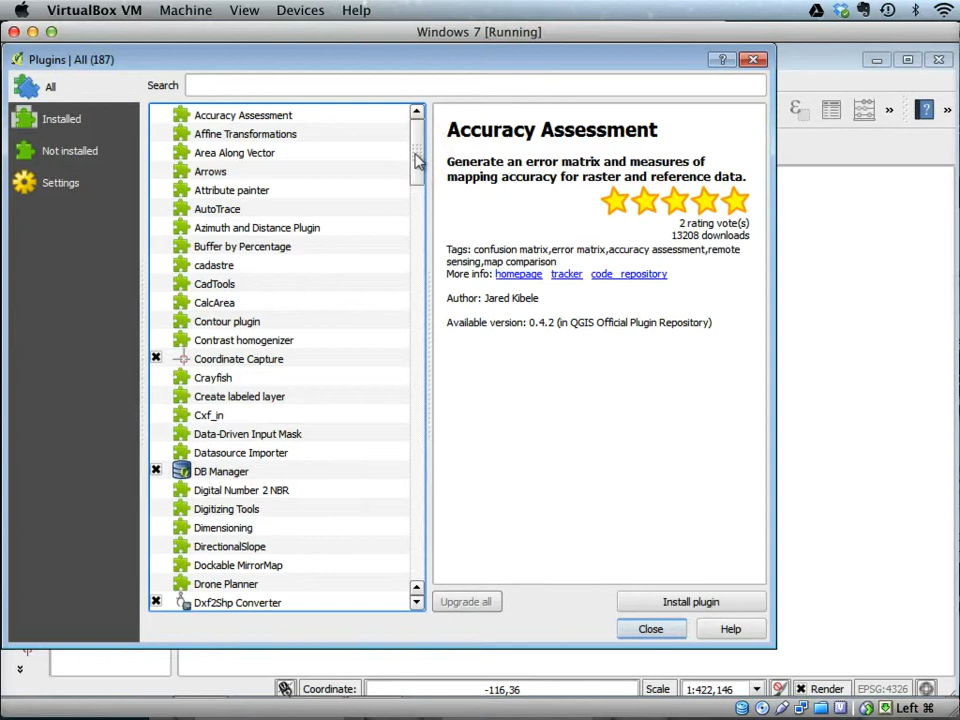 VirtualBox VM Machine View Devices Help
Windows 7 [Running]
Plugins | All (187)
All
Installed
Not installed
Settings
Search
Accuracy Assessment
Affine Transformations
Area Along Vector
Arrows
Attribute painter
AutoTrace
Azimuth and Distance Plugin
Buffer by Percentage
cadastre
CadTools
CalcArea
Contour plugin
Contrast homogenizer
Coordinate Capture
Crayfish
Create labeled layer
Cxf_in
Data-Driven Input Mask
Datasource Importer
DB Manager
Digital Number 2 NBR
Digitizing Tools
Dimensioning
DirectionalSlope
Dockable MirrorMap
Drone Planner
Dxf2Shp Converter
Accuracy Assessment
Generate an error matrix and measures of
mapping accuracy for raster and reference data.
2 rating vote(s)
13208 downloads
Tags: confusion matrix,error matrix,accuracy assessment,remote
sensing,map comparison
More info: homepage tracker code_repository
Author: Jared Kibele
Available version: 0.4.2 (in QGIS Official Plugin Repository)
Upgrade all
Install plugin
Close
Help
Coordinate: -116,36 Scale 1:422,146 Render EPSG:4326
Left ⌘